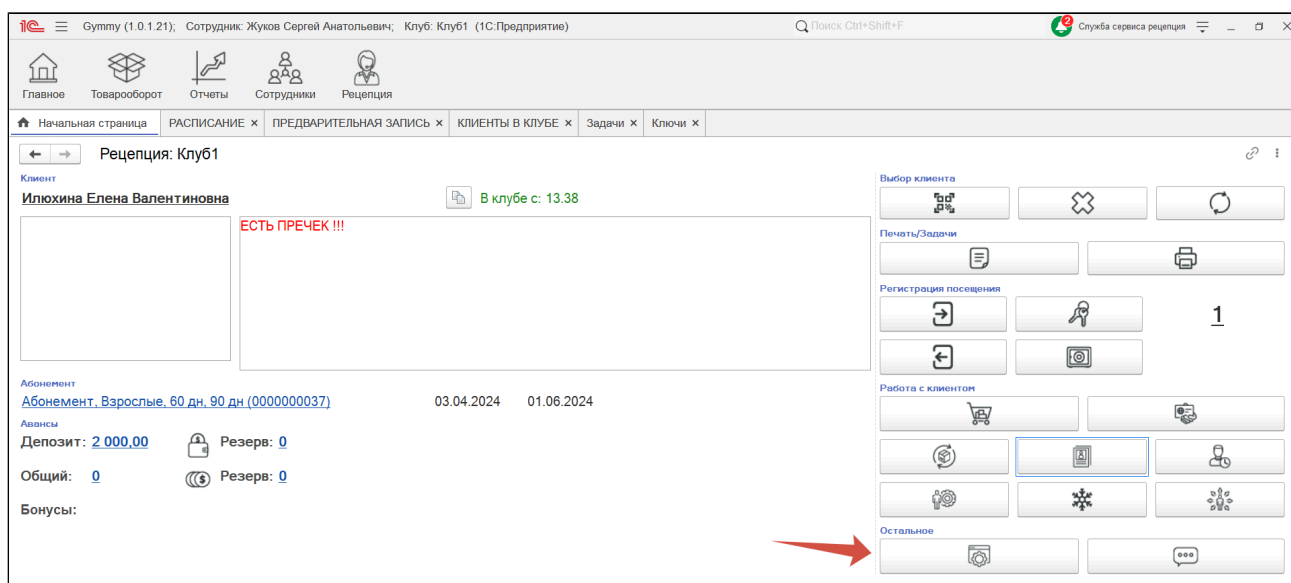 Gymmy (1.0.1.21); Сотрудник: Жуков Сергей Анатольевич; Клуб: Клуб1 (1С:Предприятие) Поиск Ctrl+Shift+F 2 Служба сервиса рецепция
Главное Товарооборот Отчеты Сотрудники Рецепция
Начальная страница РАСПИСАНИЕ × ПРЕДВАРИТЕЛЬНАЯ ЗАПИСЬ × КЛИЕНТЫ В КЛУБЕ × Задачи × Ключи ×
Рецепция: Клуб1
Клиент
Илюхина Елена Валентиновна В клубе с: 13.38
ЕСТЬ ПРЕЧЕК !!!
Абонемент
Абонемент, Взрослые, 60 дн, 90 дн (0000000037) 03.04.2024 01.06.2024
Авансы
Депозит: 2 000,00 Резерв: 0
Общий: 0 Резерв: 0
Бонусы:
Выбор клиента
Печать/Задачи
Регистрация посещения
1
Работа с клиентом
Остальное